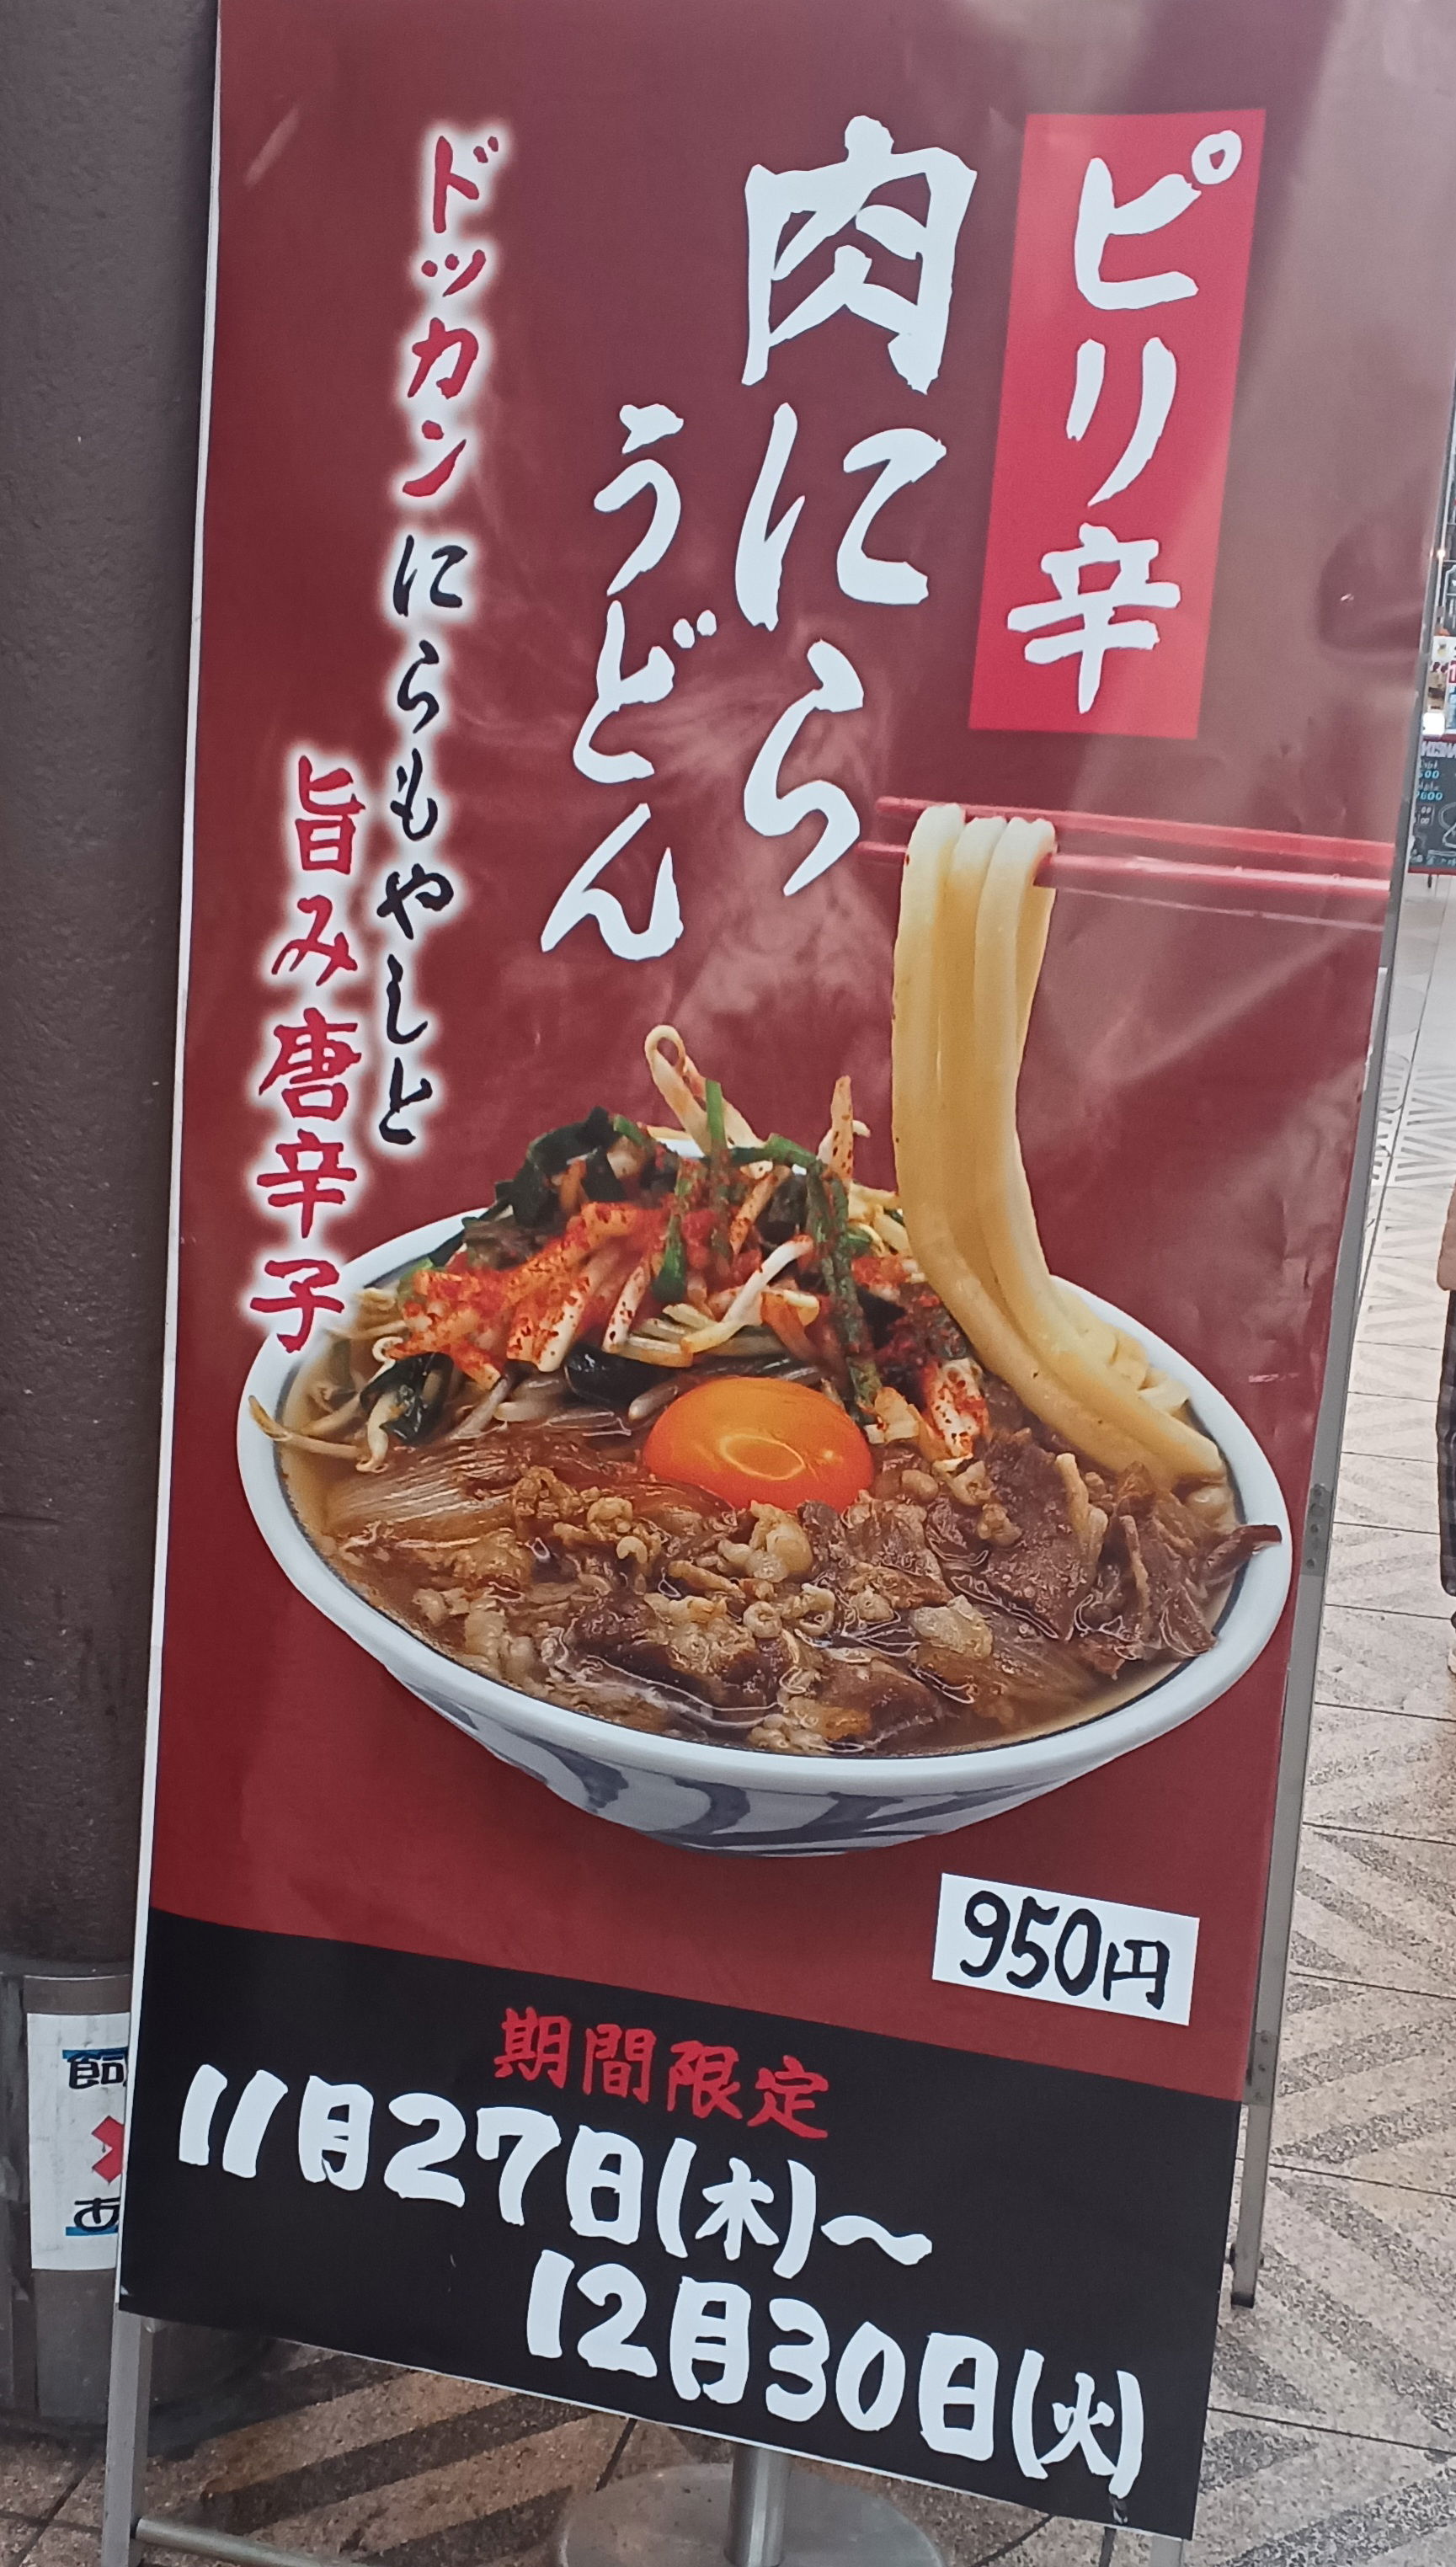 ピリ辛
肉にら
うどん
ドッカンにらもやしと
旨み唐辛子
950円
期間限定
11月27日(木)〜
12月30日(火)
飼
あ